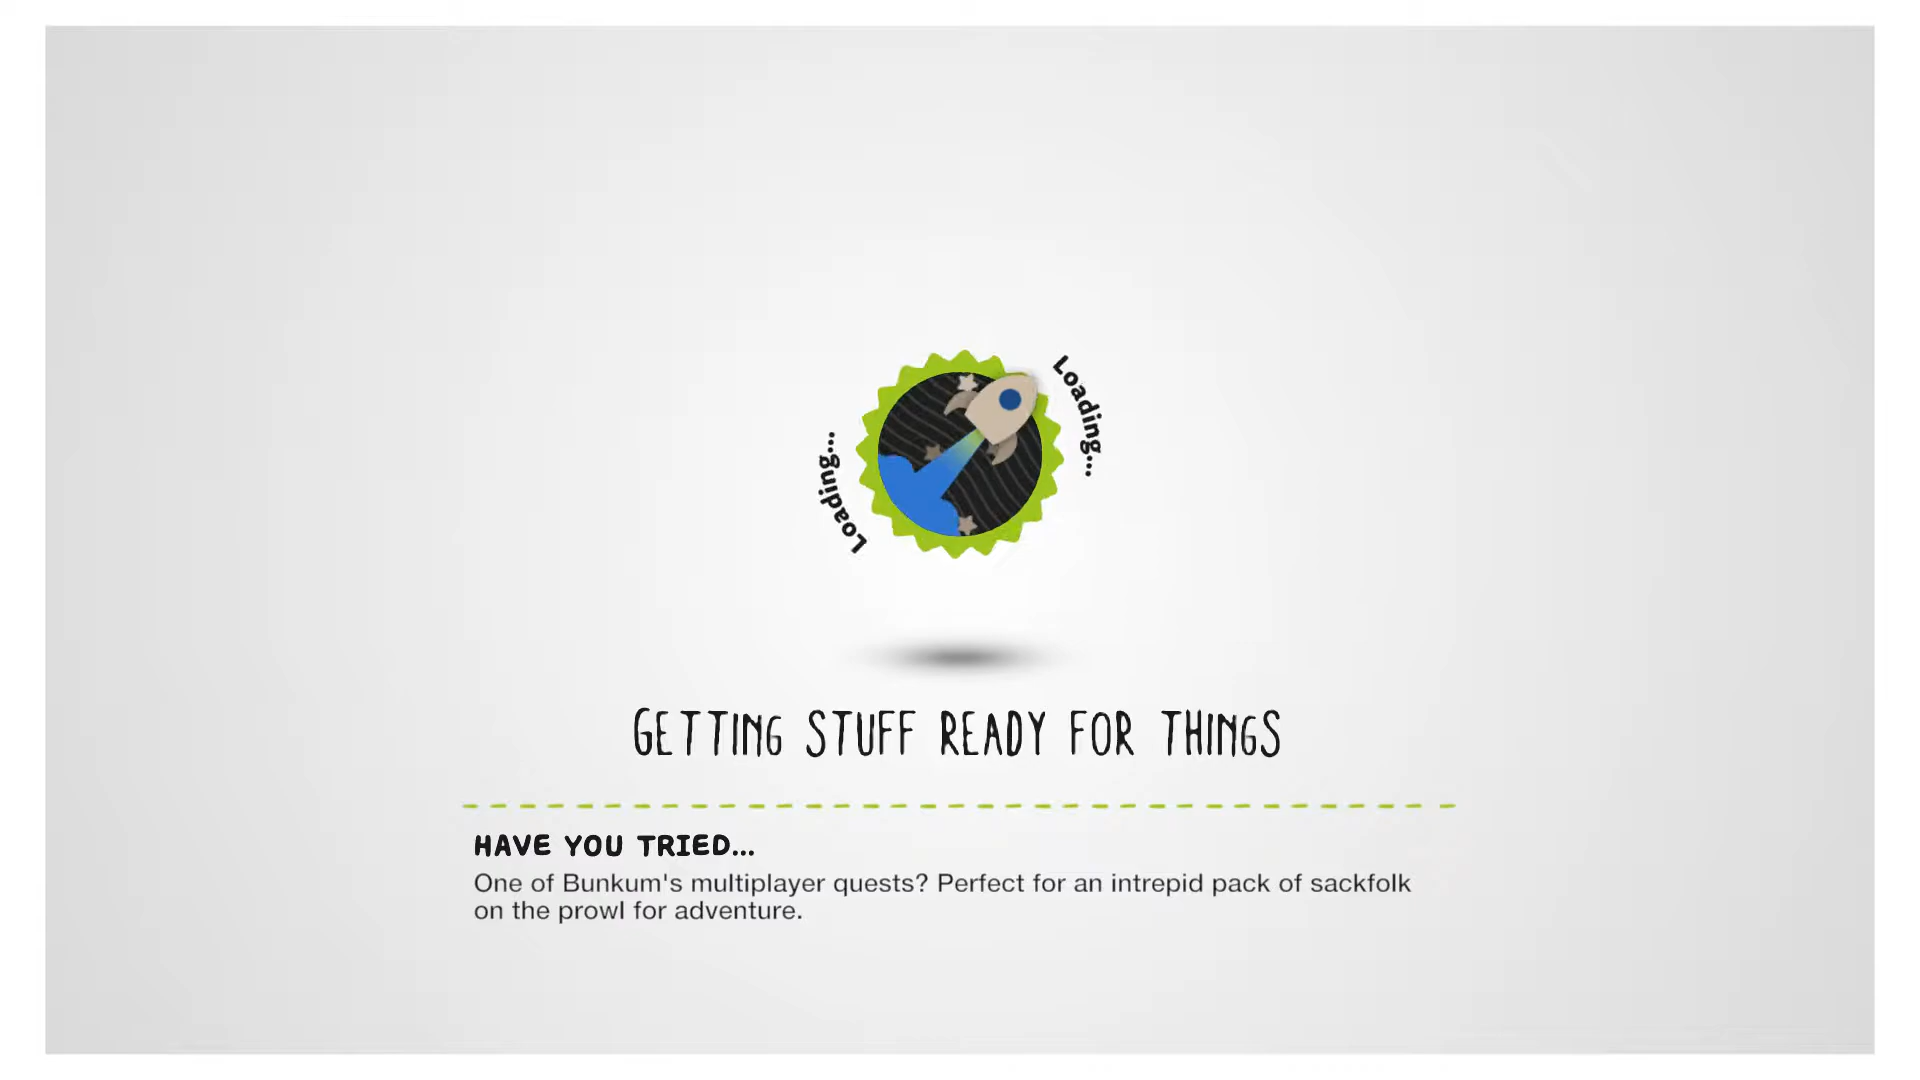 Loading...
Loading...
GETTING STUFF READY FOR THINGS
HAVE YOU TRIED...
One of Bunkum's multiplayer quests? Perfect for an intrepid pack of sackfolk
on the prowl for adventure.